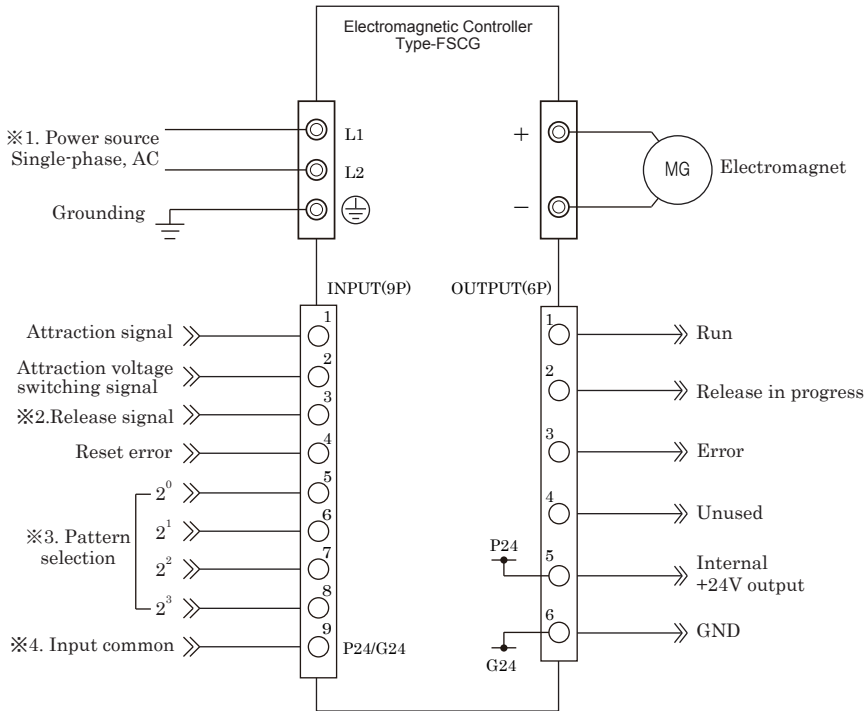 Electromagnetic Controller
Type-FSCG
※1. Power source
Single-phase, AC
L1
L2
Grounding
+
−
MG
Electromagnet
INPUT(9P)
OUTPUT(6P)
Attraction signal
1
Attraction voltage
switching signal
2
※2.Release signal
3
Reset error
4
※3. Pattern
selection
2⁰
5
2¹
6
2²
7
2³
8
※4. Input common
9
P24/G24
1
Run
2
Release in progress
3
Error
4
Unused
P24
5
Internal
+24V output
6
GND
G24